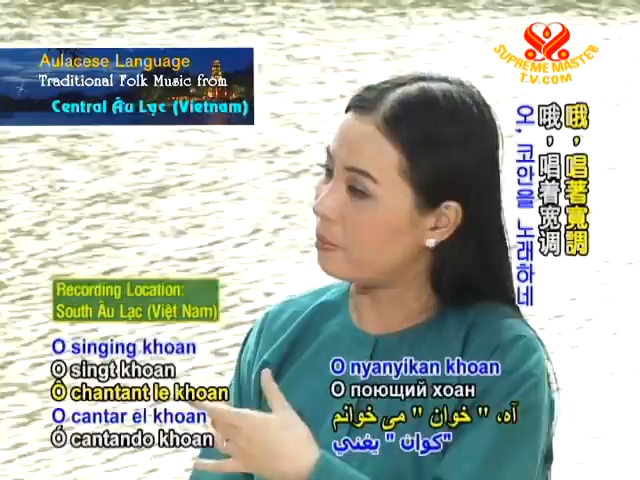 Aulacese Language
Traditional Folk Music from
Central Âu Lạc (Vietnam)
SUPREME MASTER
T.V.COM
哦，唱著寬調
哦，唱着宽调
오, 코안을 노래하네
Recording Location:
South Âu Lạc (Việt Nam)
O singing khoan
O singt khoan
Ô chantant le khoan
O cantar el khoan
Ó cantando khoan
O nyanyikan khoan
О поющий хоан
آه، " خوان " می خوانم
"كوان " يغني